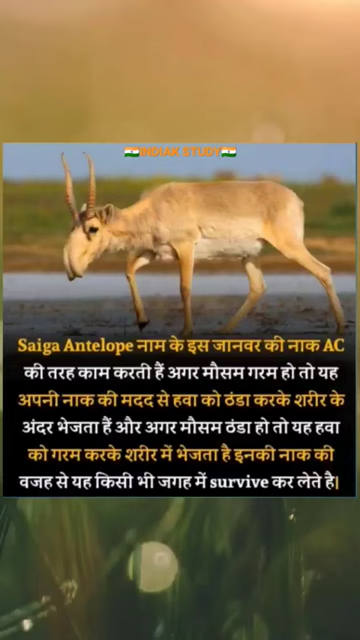 🇮🇳INDIAK STUDY🇮🇳
Saiga Antelope नाम के इस जानवर की नाक AC
की तरह काम करती हैं अगर मौसम गरम हो तो यह
अपनी नाक की मदद से हवा को ठंडा करके शरीर के
अंदर भेजता हैं और अगर मौसम ठंडा हो तो यह हवा
को गरम करके शरीर में भेजता है इनकी नाक की
वजह से यह किसी भी जगह में survive कर लेते है|